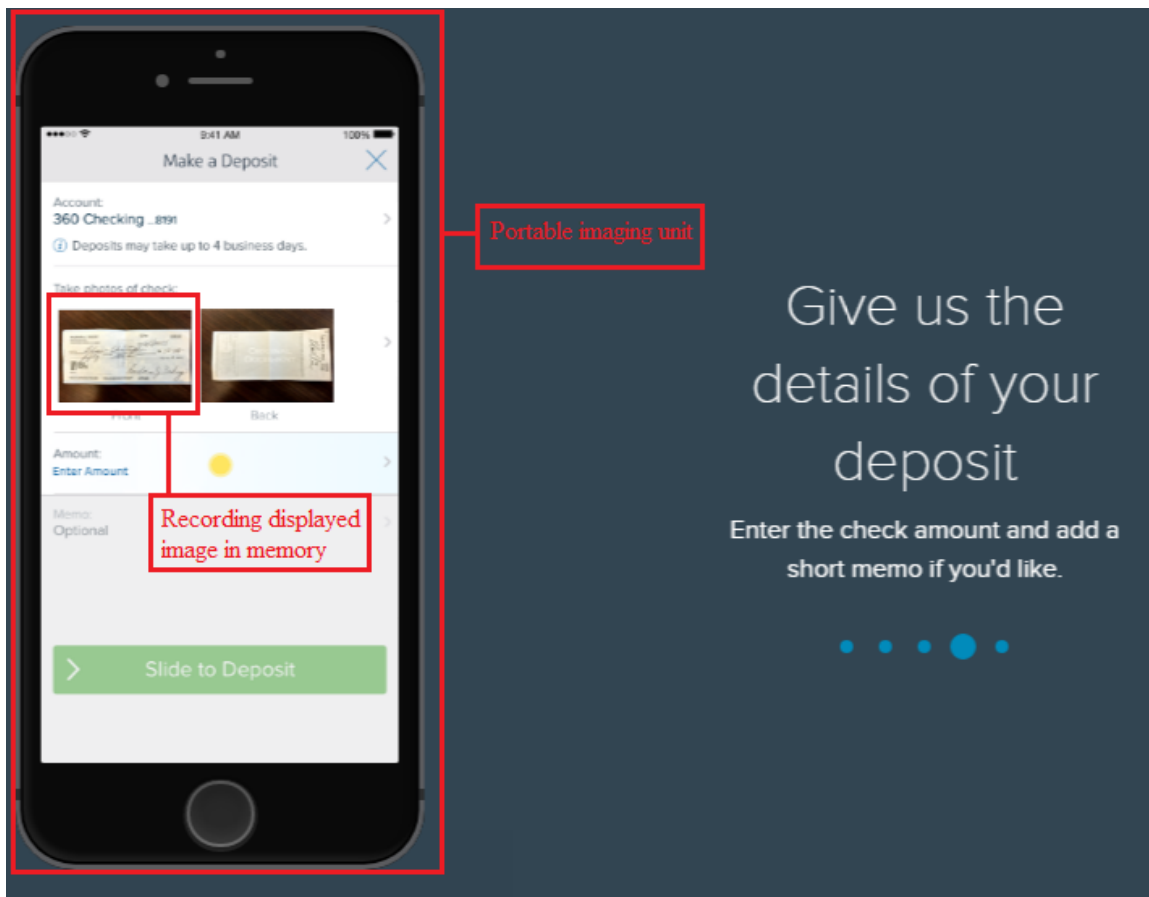 9:41 AM
100%
Make a Deposit
Account:
360 Checking ...8191
Deposits may take up to 4 business days.
Take photos of check:
Front
Back
Amount:
Enter Amount
Memo:
Optional
Slide to Deposit
Portable imaging unit
Recording displayed
image in memory
Give us the
details of your
deposit
Enter the check amount and add a
short memo if you'd like.